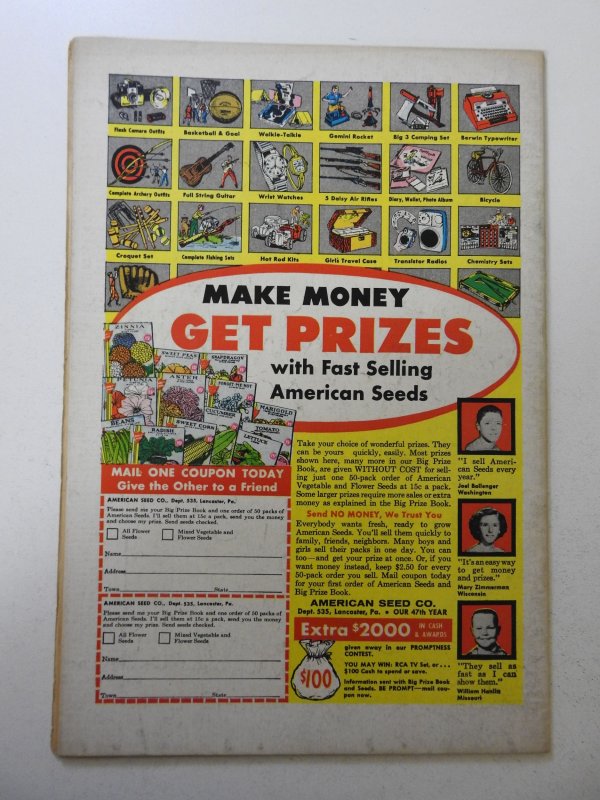 Flash Camera Outfits
Basketball & Goal
Walkie-Talkie
Gemini Rocket
Big 3 Camping Set
Berwin Typewriter
Complete Archery Outfits
Full String Guitar
Wrist Watches
5 Daisy Air Rifles
Diary, Wallet, Photo Album
Bicycle
Croquet Set
Complete Fishing Sets
Hot Rod Kits
Girl's Travel Case
Transistor Radios
Chemistry Sets
MAKE MONEY
GET PRIZES
with Fast Selling
American Seeds
ZINNIA
SWEET PEAS
SNAPDRAGON
PETUNIA
ASTER
FORGET-ME-NOT
CUCUMBER
MARIGOLD
BEANS
RADISH
SWEET CORN
TOMATO
LETTUCE
MAIL ONE COUPON TODAY
Give the Other to a Friend
AMERICAN SEED CO., Dept. 535, Lancaster, Pa.
Please send me your Big Prize Book and one order of 50 packs of
American Seeds. I'll sell them at 15c a pack, send you the money
and choose my prize. Send seeds checked.
All Flower
Seeds
Mixed Vegetable and
Flower Seeds
Name
Address
Town State
AMERICAN SEED CO., Dept. 535, Lancaster, Pa.
Please send me your Big Prize Book and one order of 50 packs of
American Seeds. I'll sell them at 15c a pack, send you the money
and choose my prize. Send seeds checked.
All Flower
Seeds
Mixed Vegetable and
Flower Seeds
Name
Address
Town State
Take your choice of wonderful prizes. They
can be yours quickly, easily. Most prizes
shown here, many more in our Big Prize
Book, are given WITHOUT COST for sell-
ing just one 50-pack order of American
Vegetable and Flower Seeds at 15c a pack.
Some larger prizes require more sales or extra
money as explained in the Big Prize Book.
Send NO MONEY, We Trust You
Everybody wants fresh, ready to grow
American Seeds. You'll sell them quickly to
family, friends, neighbors. Many boys and
girls sell their packs in one day. You can
too—and get your prize at once. Or, if you
want money instead, keep $2.50 for every
50-pack order you sell. Mail coupon today
for your first order of American Seeds and
Big Prize Book.
AMERICAN SEED CO.
Dept. 535, Lancaster, Pa. • OUR 47TH YEAR
Extra $2000 IN CASH
& AWARDS
given away in our PROMPTNESS
CONTEST.
YOU MAY WIN: RCA TV Set, or...
$100 Cash to spend or save.
Information sent with Big Prize Book
and Seeds. BE PROMPT—mail cou-
pon now.
$100
"I sell Ameri-
can Seeds every
year."
Joel Ballenger
Washington
"It's an easy way
to get money
and prizes."
Mary Zimmerman
Wisconsin
"They sell as
fast as I can
show them."
William Hanlin
Missouri